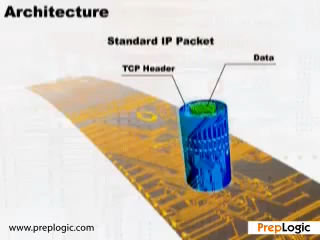 Architecture
Standard IP Packet
Data
TCP Header
www.preplogic.com
PrepLogic